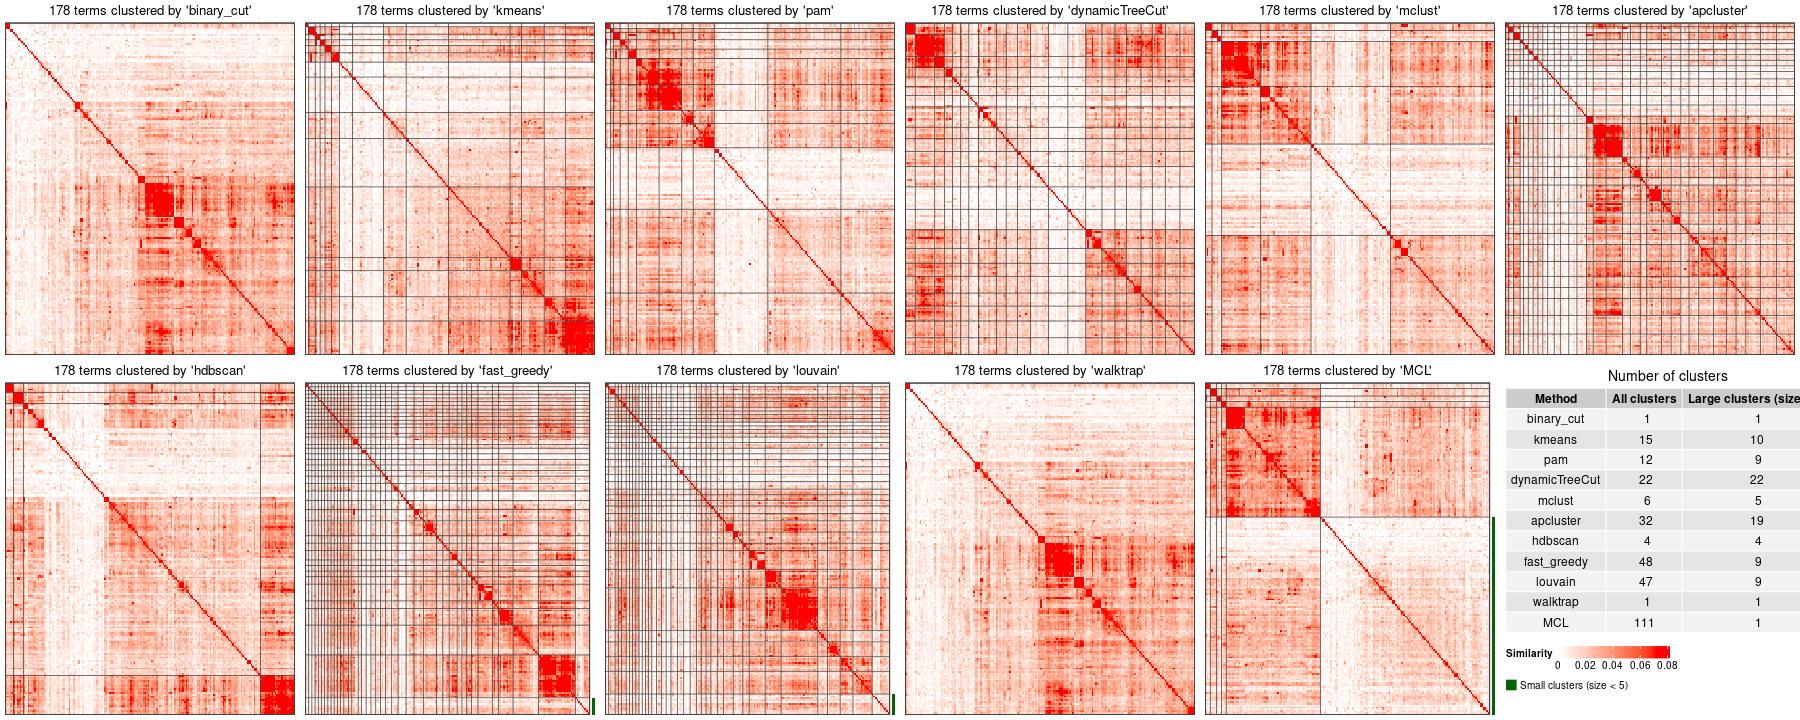 178 terms clustered by 'binary_cut'
178 terms clustered by 'kmeans'
178 terms clustered by 'pam'
178 terms clustered by 'dynamicTreeCut'
178 terms clustered by 'mclust'
178 terms clustered by 'apcluster'
178 terms clustered by 'hdbscan'
178 terms clustered by 'fast_greedy'
178 terms clustered by 'louvain'
178 terms clustered by 'walktrap'
178 terms clustered by 'MCL'
Number of clusters
Method All clusters Large clusters (size
binary_cut 1 1
kmeans 15 10
pam 12 9
dynamicTreeCut 22 22
mclust 6 5
apcluster 32 19
hdbscan 4 4
fast_greedy 48 9
louvain 47 9
walktrap 1 1
MCL 111 1
Similarity
0 0.02 0.04 0.06 0.08
Small clusters (size < 5)